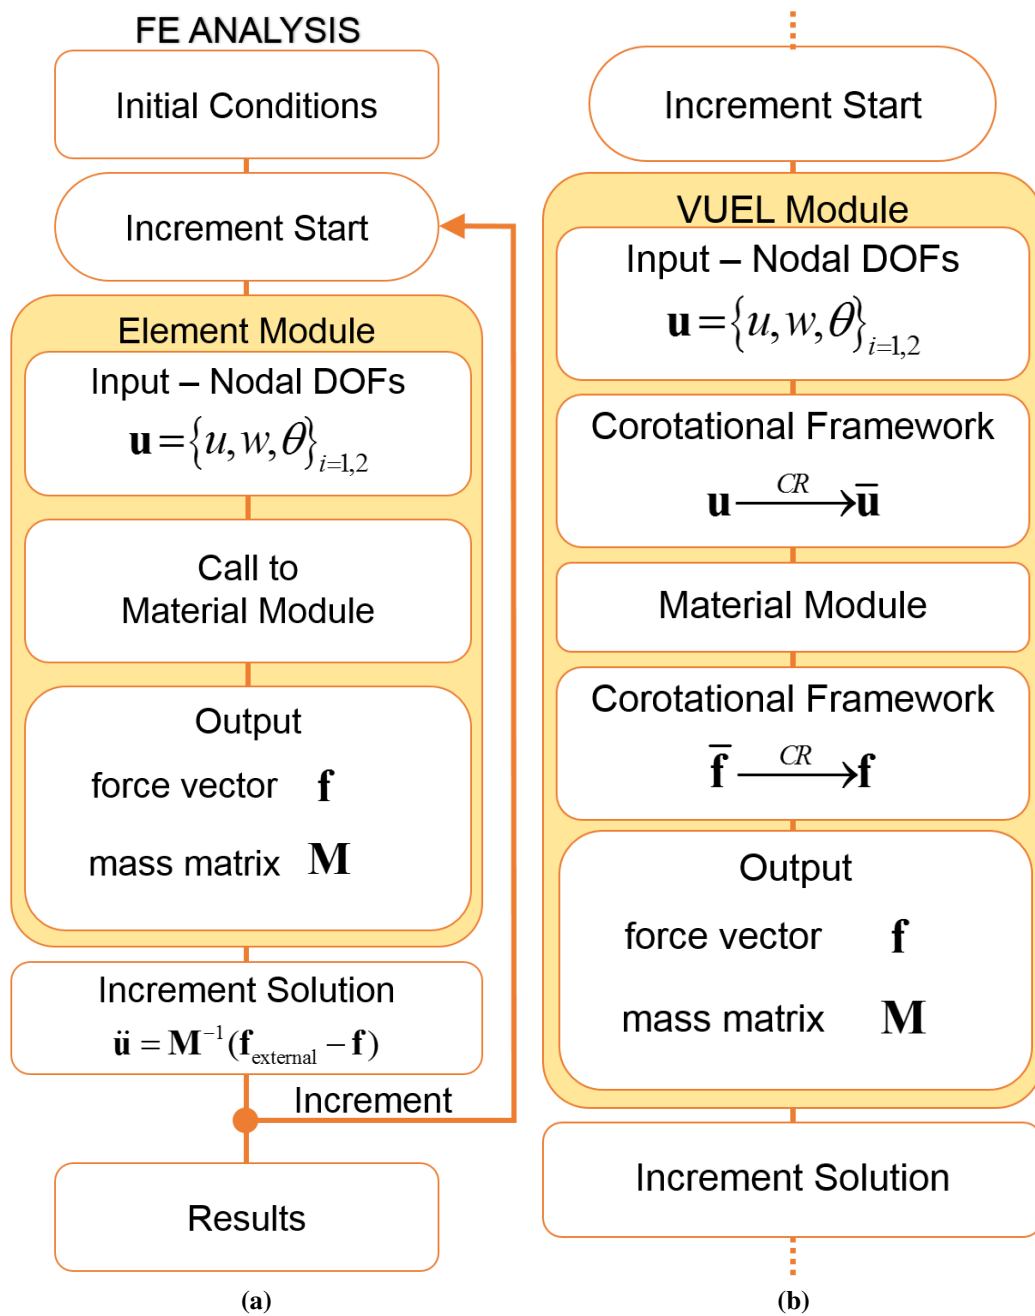 FE ANALYSIS
Initial Conditions
Increment Start
Element Module
Input – Nodal DOFs
u = {u, w, θ}i=1,2
Call to
Material Module
Output
force vector f
mass matrix M
Increment Solution
ü = M⁻¹(f_external − f)
Increment
Results
(a)
Increment Start
VUEL Module
Input – Nodal DOFs
u = {u, w, θ}i=1,2
Corotational Framework
u —CR→ ū
Material Module
Corotational Framework
f̄ —CR→ f
Output
force vector f
mass matrix M
Increment Solution
(b)